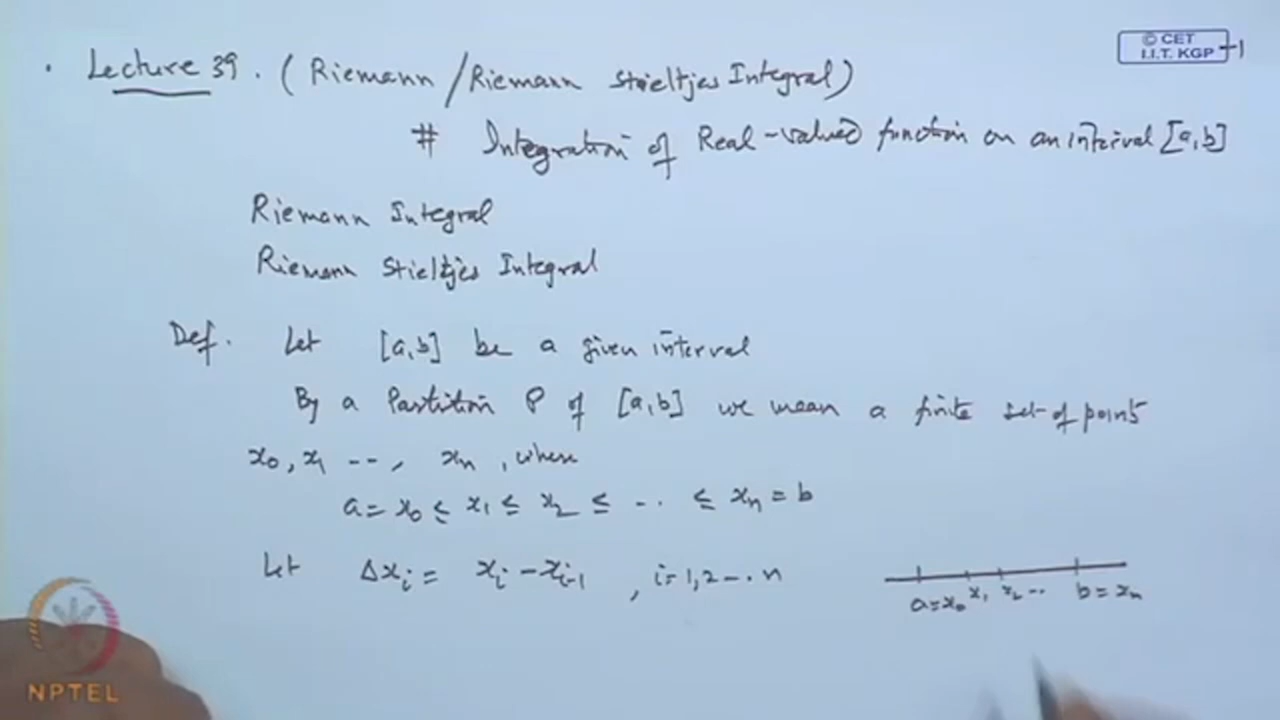 © CET
I.I.T. KGP
Lecture 39. (Riemann / Riemann Stieltjes Integral)
# Integration of Real-valued function on an interval [a,b]
Riemann Integral
Riemann Stieltjes Integral
Def. Let [a,b] be a given interval
By a Partition P of [a,b] we mean a finite set of points
x₀, x₁ --, xₙ, where
a = x₀ ≤ x₁ ≤ x₂ ≤ ... ≤ xₙ = b
Let Δxᵢ = xᵢ - xᵢ₋₁, i=1,2-..n
a=x₀ x₁ x₂ -.. b=xₙ
NPTEL